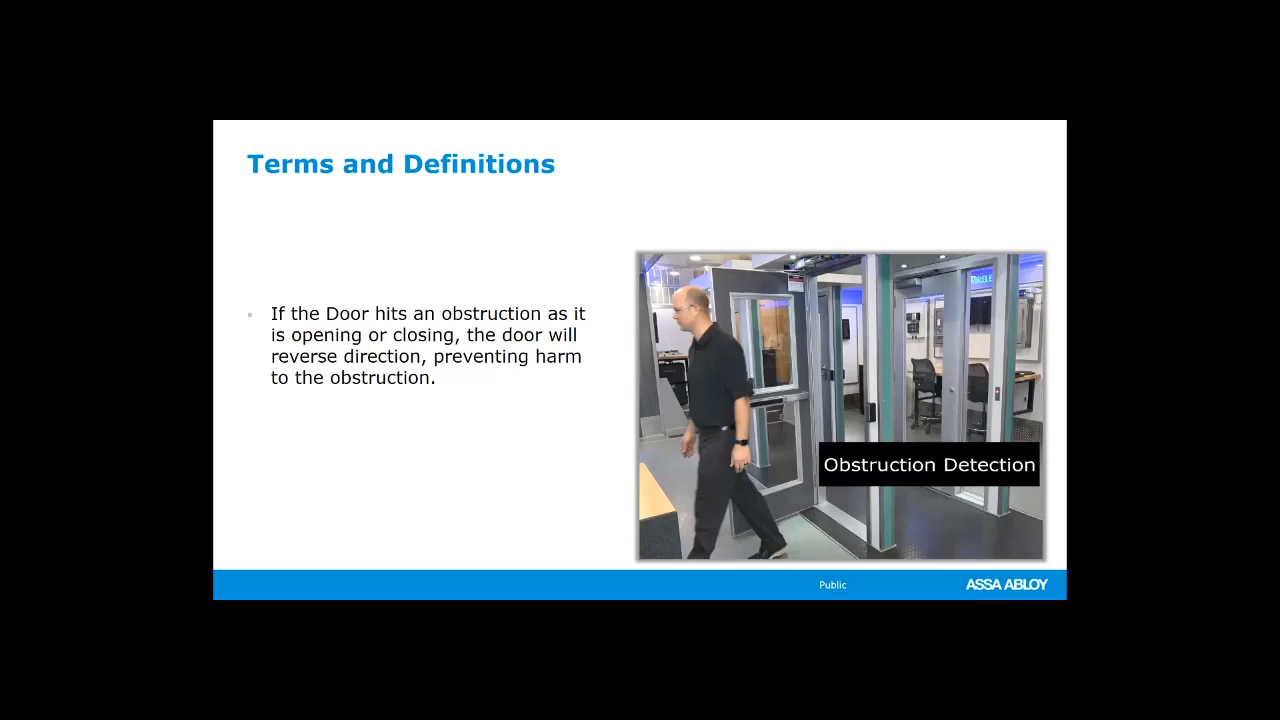 Terms and Definitions
If the Door hits an obstruction as it
is opening or closing, the door will
reverse direction, preventing harm
to the obstruction.
Obstruction Detection
Public
ASSA ABLOY